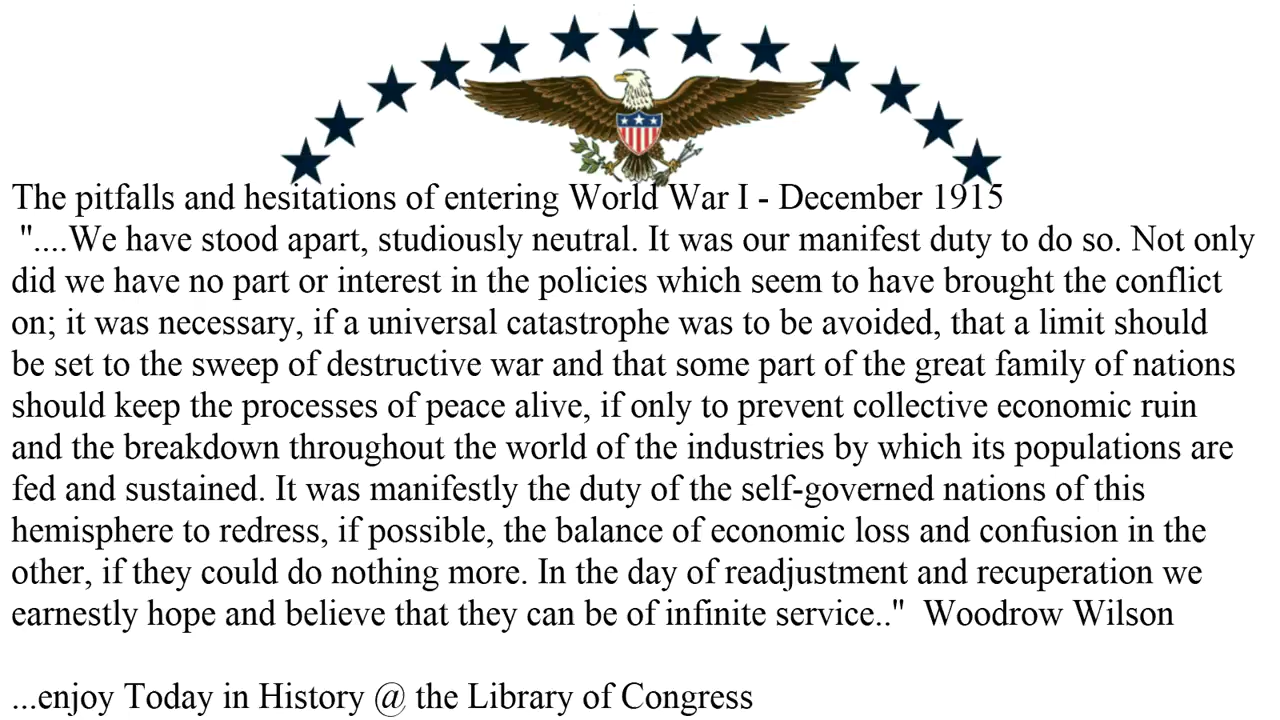 The pitfalls and hesitations of entering World War I - December 1915
"....We have stood apart, studiously neutral. It was our manifest duty to do so. Not only
did we have no part or interest in the policies which seem to have brought the conflict
on; it was necessary, if a universal catastrophe was to be avoided, that a limit should
be set to the sweep of destructive war and that some part of the great family of nations
should keep the processes of peace alive, if only to prevent collective economic ruin
and the breakdown throughout the world of the industries by which its populations are
fed and sustained. It was manifestly the duty of the self-governed nations of this
hemisphere to redress, if possible, the balance of economic loss and confusion in the
other, if they could do nothing more. In the day of readjustment and recuperation we
earnestly hope and believe that they can be of infinite service.." Woodrow Wilson
...enjoy Today in History @ the Library of Congress